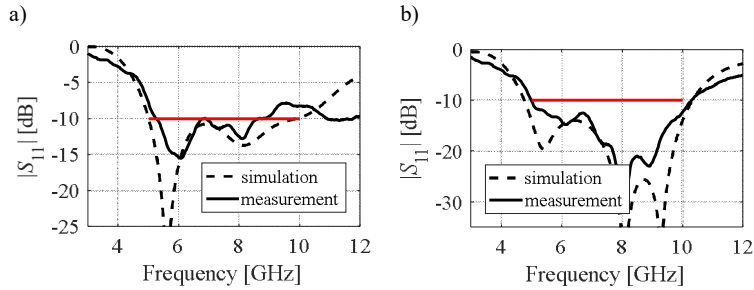 a)
|S11| [dB]
0
-5
-10
-15
-20
-25
4 6 8 10 12
Frequency [GHz]
simulation
measurement
b)
|S11| [dB]
0
-10
-20
-30
4 6 8 10 12
Frequency [GHz]
simulation
measurement